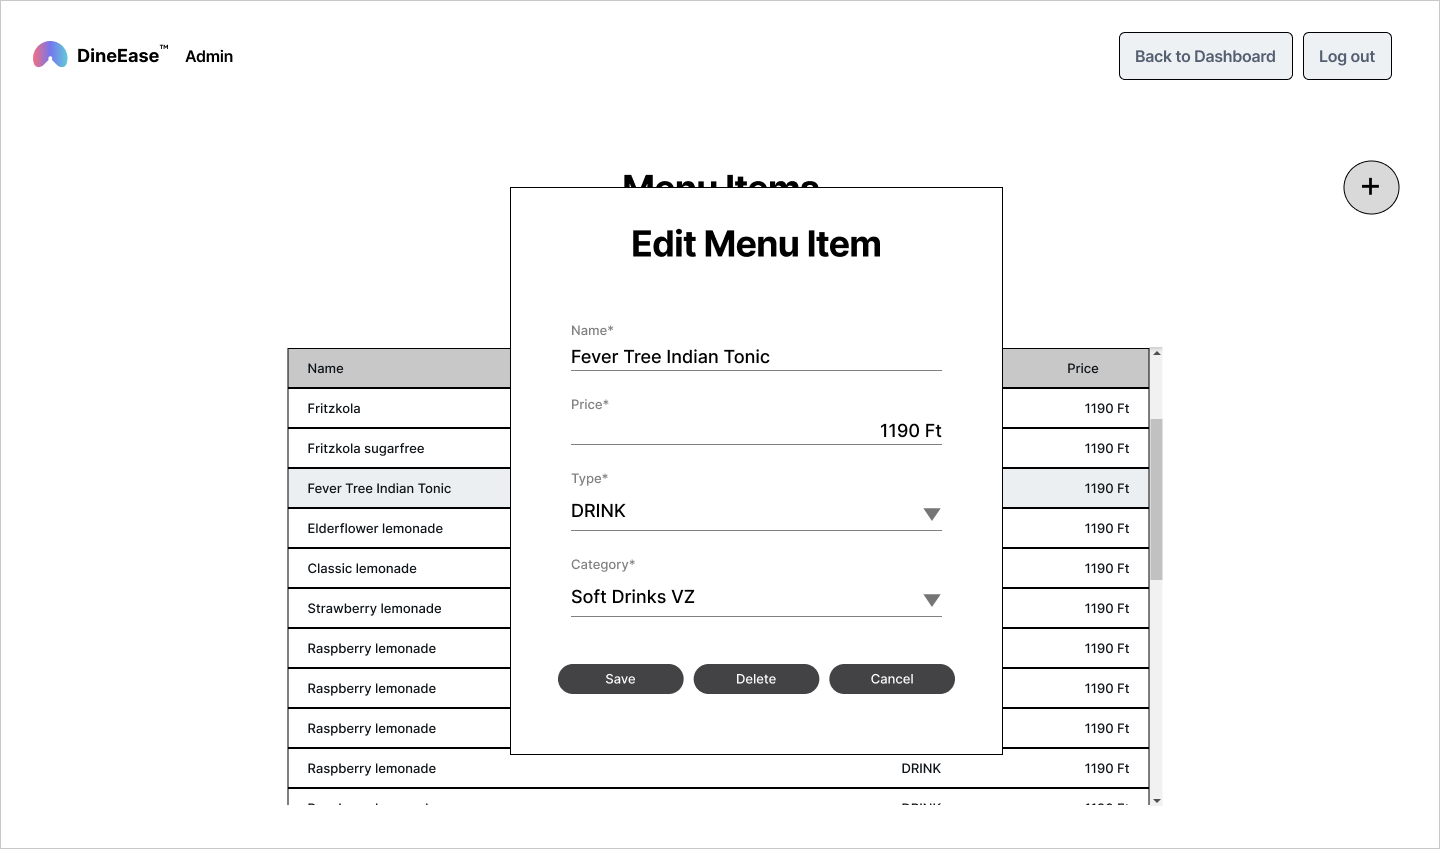 DineEase™ Admin
Back to Dashboard
Log out
Menu Items
+
Edit Menu Item
Name*
Fever Tree Indian Tonic
Price*
1190 Ft
Type*
DRINK
Category*
Soft Drinks VZ
Save
Delete
Cancel
Name Price
Fritzkola 1190 Ft
Fritzkola sugarfree 1190 Ft
Fever Tree Indian Tonic 1190 Ft
Elderflower lemonade 1190 Ft
Classic lemonade 1190 Ft
Strawberry lemonade 1190 Ft
Raspberry lemonade 1190 Ft
Raspberry lemonade 1190 Ft
Raspberry lemonade 1190 Ft
Raspberry lemonade DRINK 1190 Ft